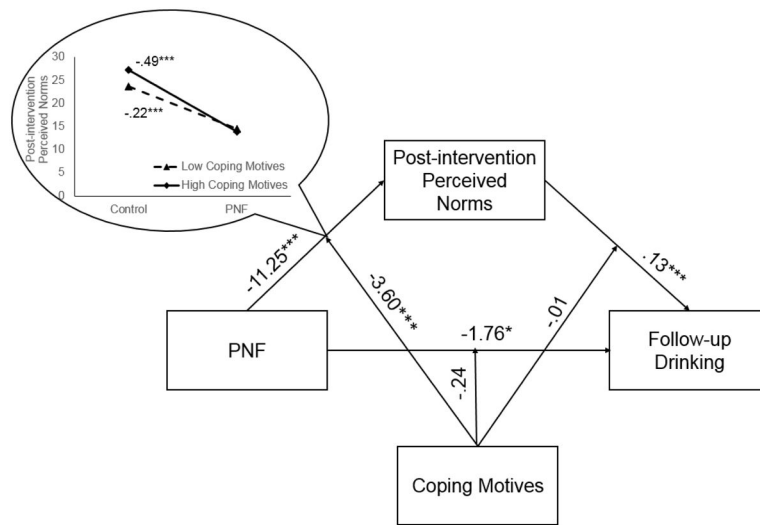 -.49***
30
25
20
15
10
5
0
-.22***
Post-intervention
Perceived Norms
Low Coping Motives
High Coping Motives
Control
PNF
Post-intervention
Perceived
Norms
-11.25***
-3.60***
-.01
.13***
PNF
-1.76*
Follow-up
Drinking
-.24
Coping Motives